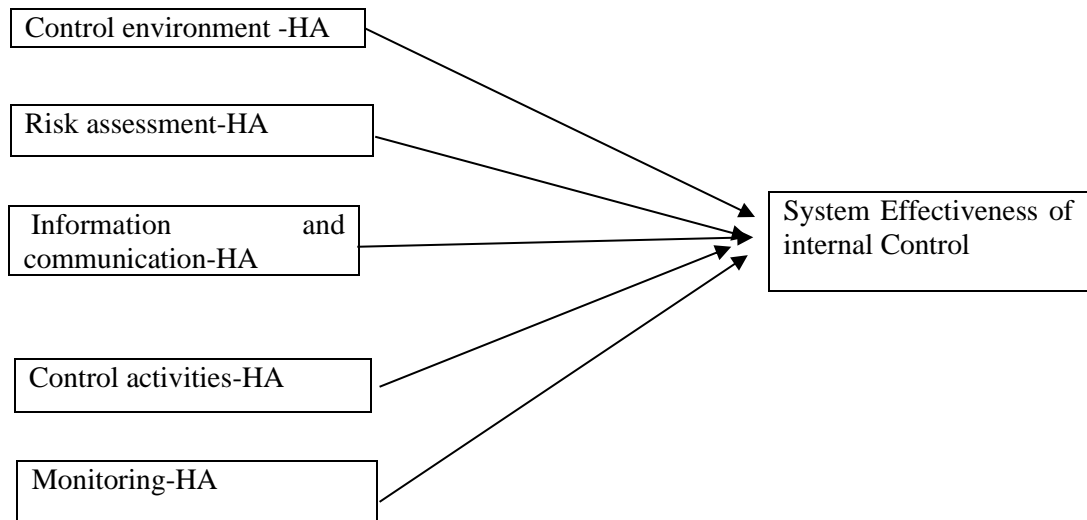 Control environment -HA
Risk assessment-HA
Information and
communication-HA
System Effectiveness of
internal Control
Control activities-HA
Monitoring-HA